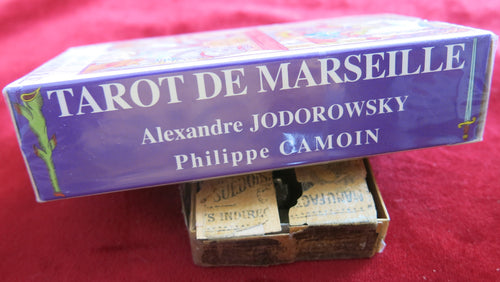 TAROT DE MARSEILLE
Alexandre JODOROWSKY
Philippe CAMOIN